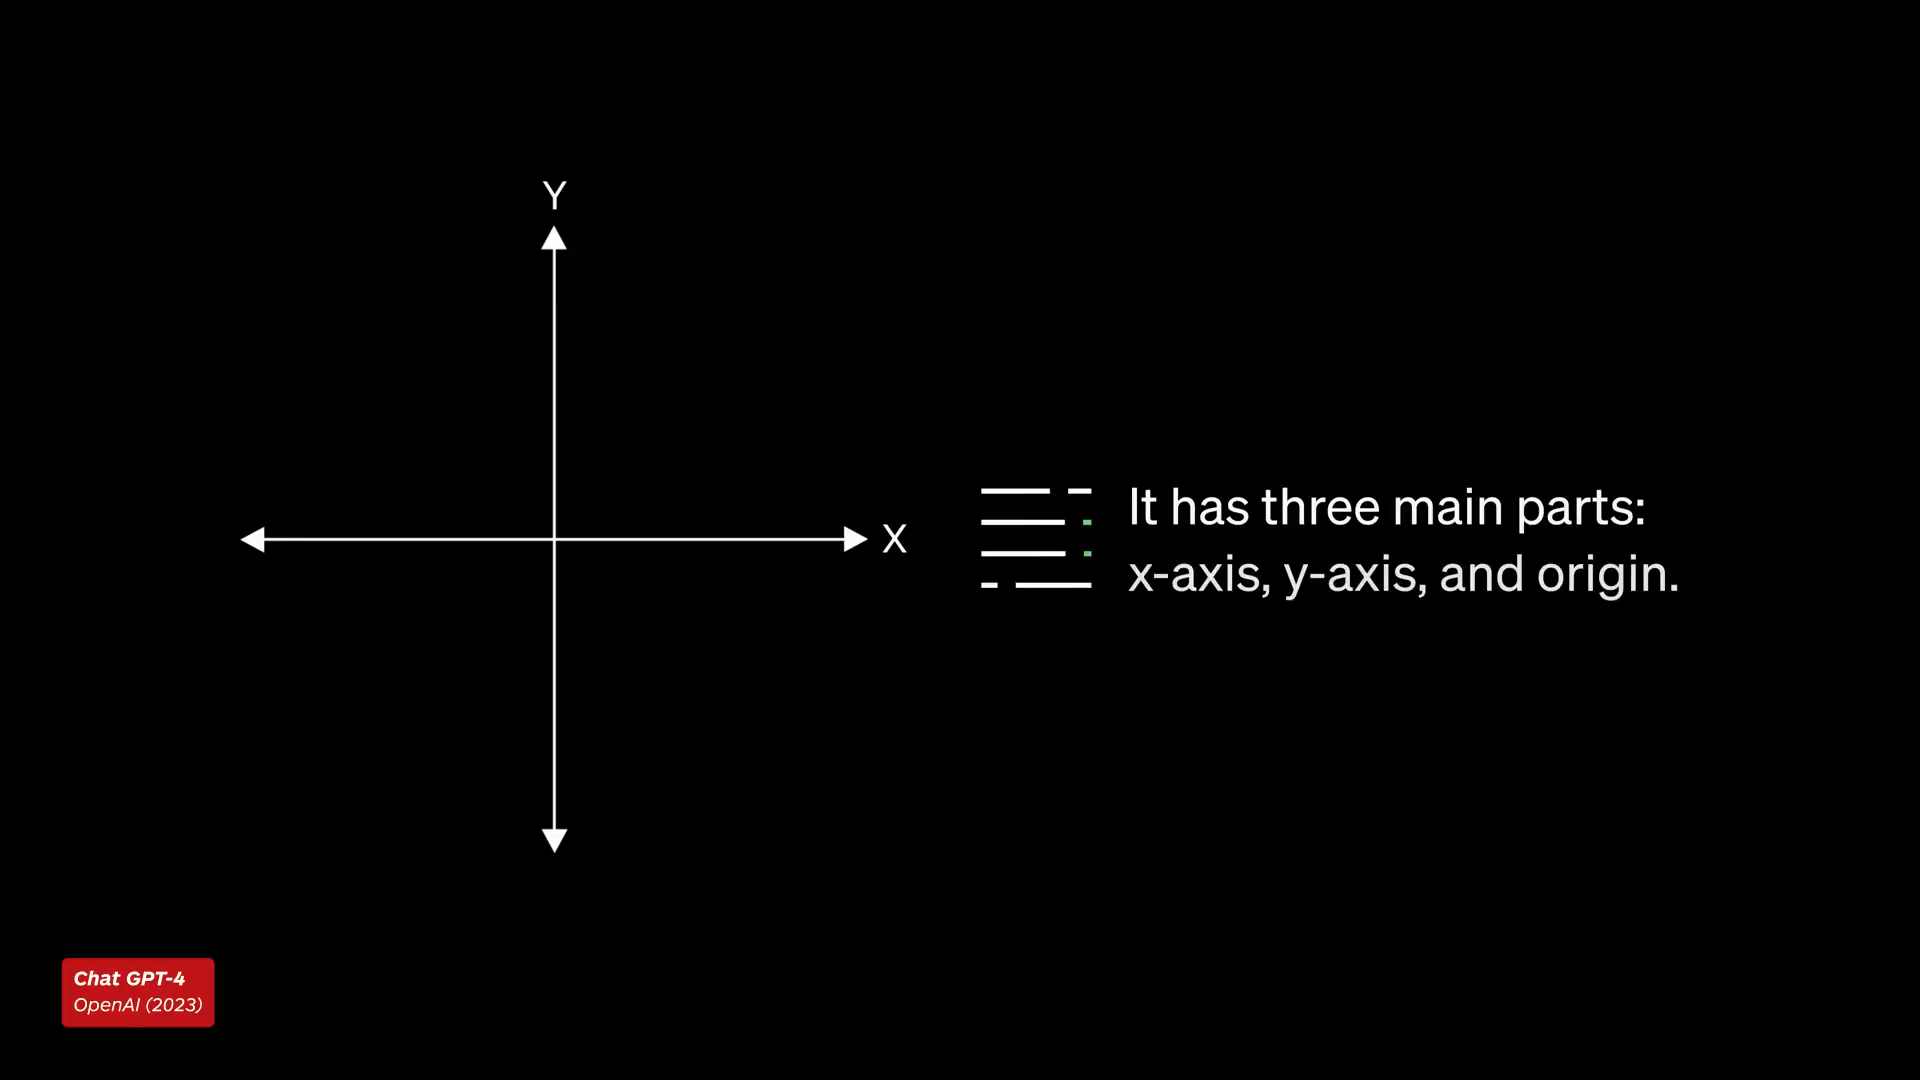 Y
X
It has three main parts:
x-axis, y-axis, and origin.
Chat GPT-4
OpenAI (2023)